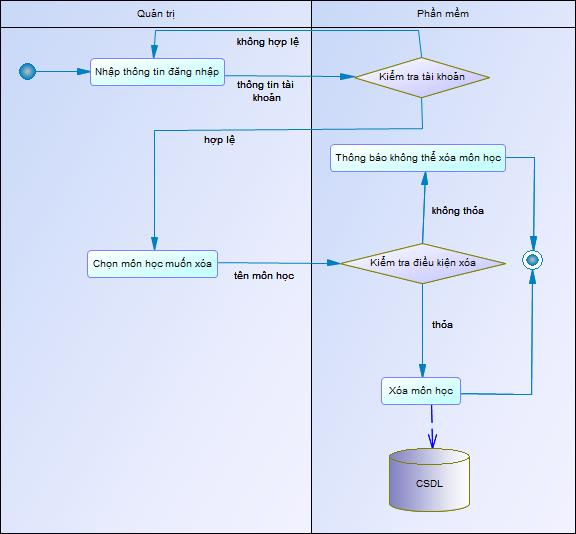 Quản trị
Phần mềm
không hợp lệ
Nhập thông tin đăng nhập
thông tin tài
khoản
Kiểm tra tài khoản
hợp lệ
Thông báo không thể xóa môn học
không thỏa
Chọn môn học muốn xóa
tên môn học
Kiểm tra điều kiện xóa
thỏa
Xóa môn học
CSDL